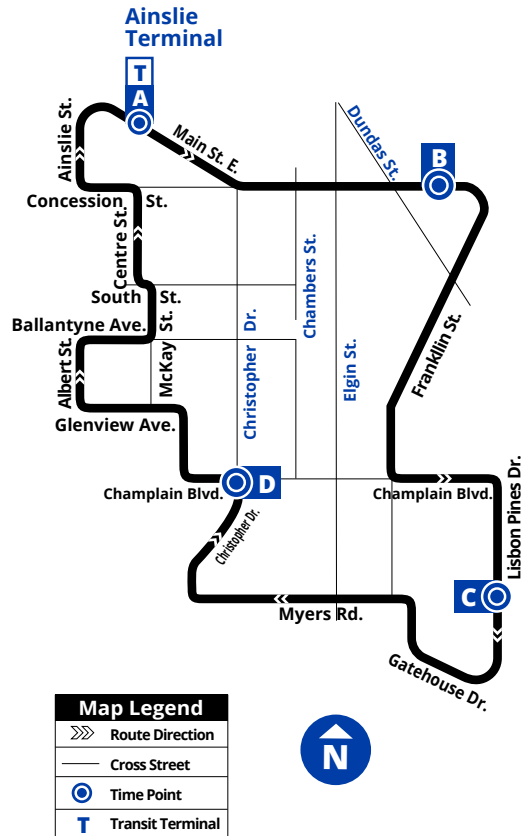 Ainslie
Terminal
T
A
Main St. E.
Dundas St.
B
Ainslie St.
Concession St.
Centre St.
Chambers St.
South St.
Ballantyne Ave.
McKay St.
Christopher Dr.
Elgin St.
Frankllin St.
Albert St.
Glenview Ave.
Champlain Blvd.
D
Champlain Blvd.
Lisbon Pines Dr.
Christopher Dr.
C
Myers Rd.
Gatehouse Dr.
Map Legend
Route Direction
Cross Street
Time Point
T Transit Terminal
N